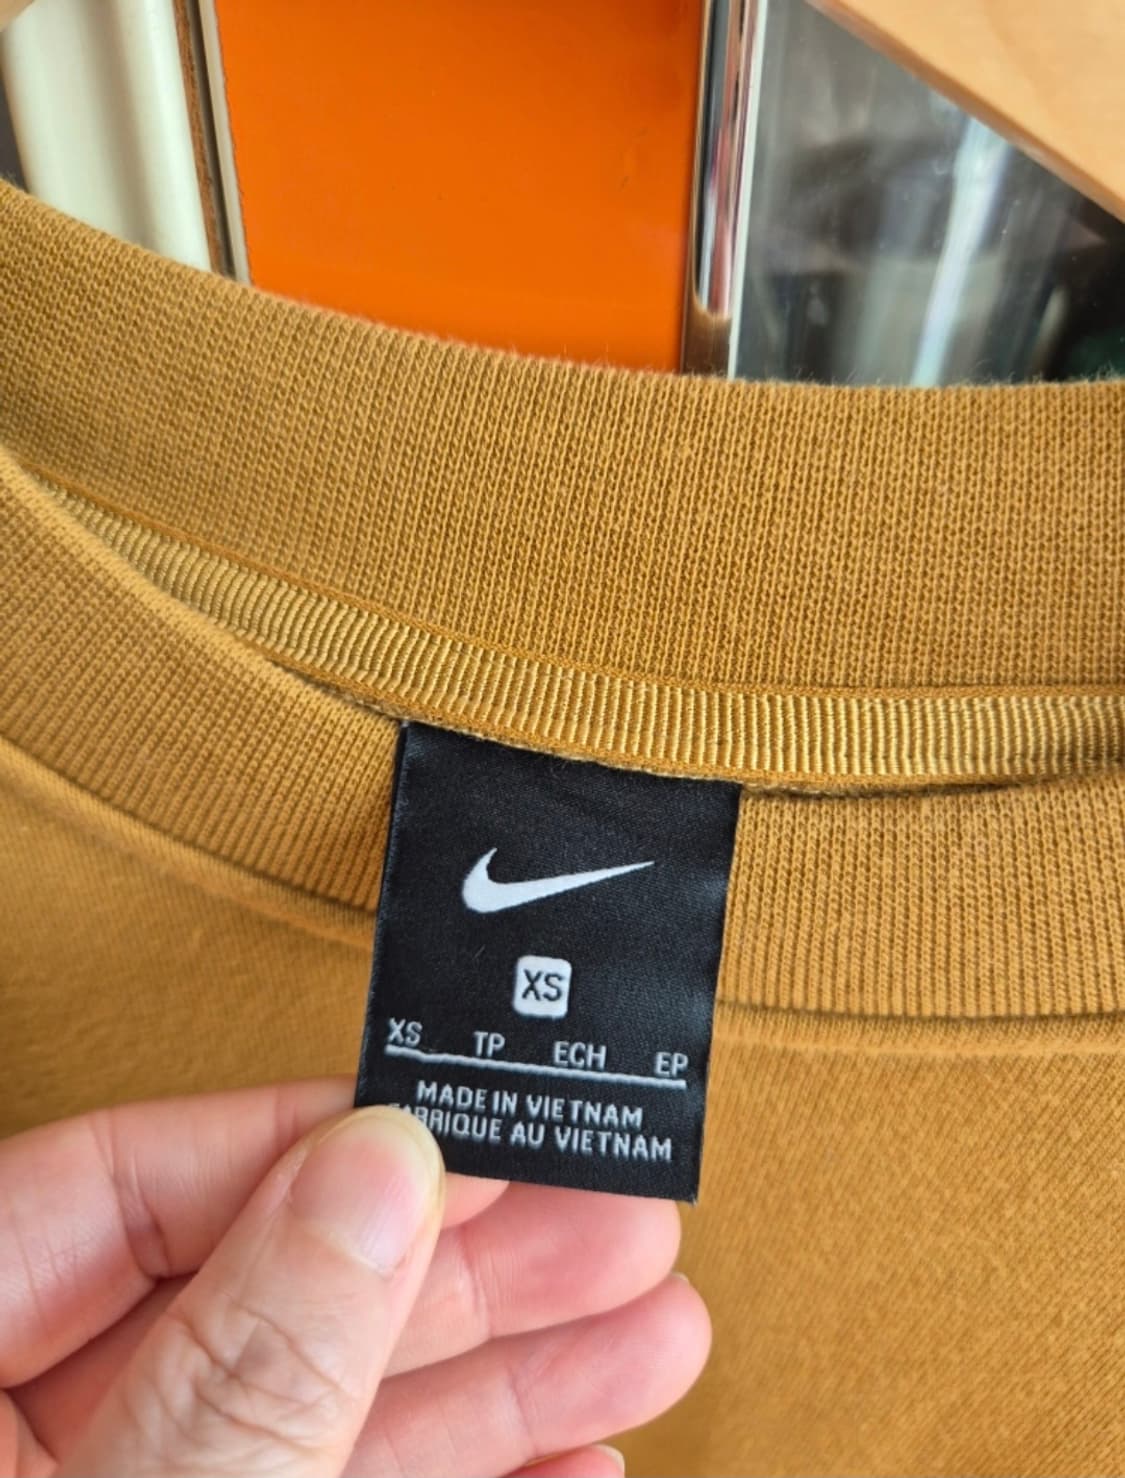 XS
XS TP ECH EP
MADE IN VIETNAM
FABRIQUE AU VIETNAM